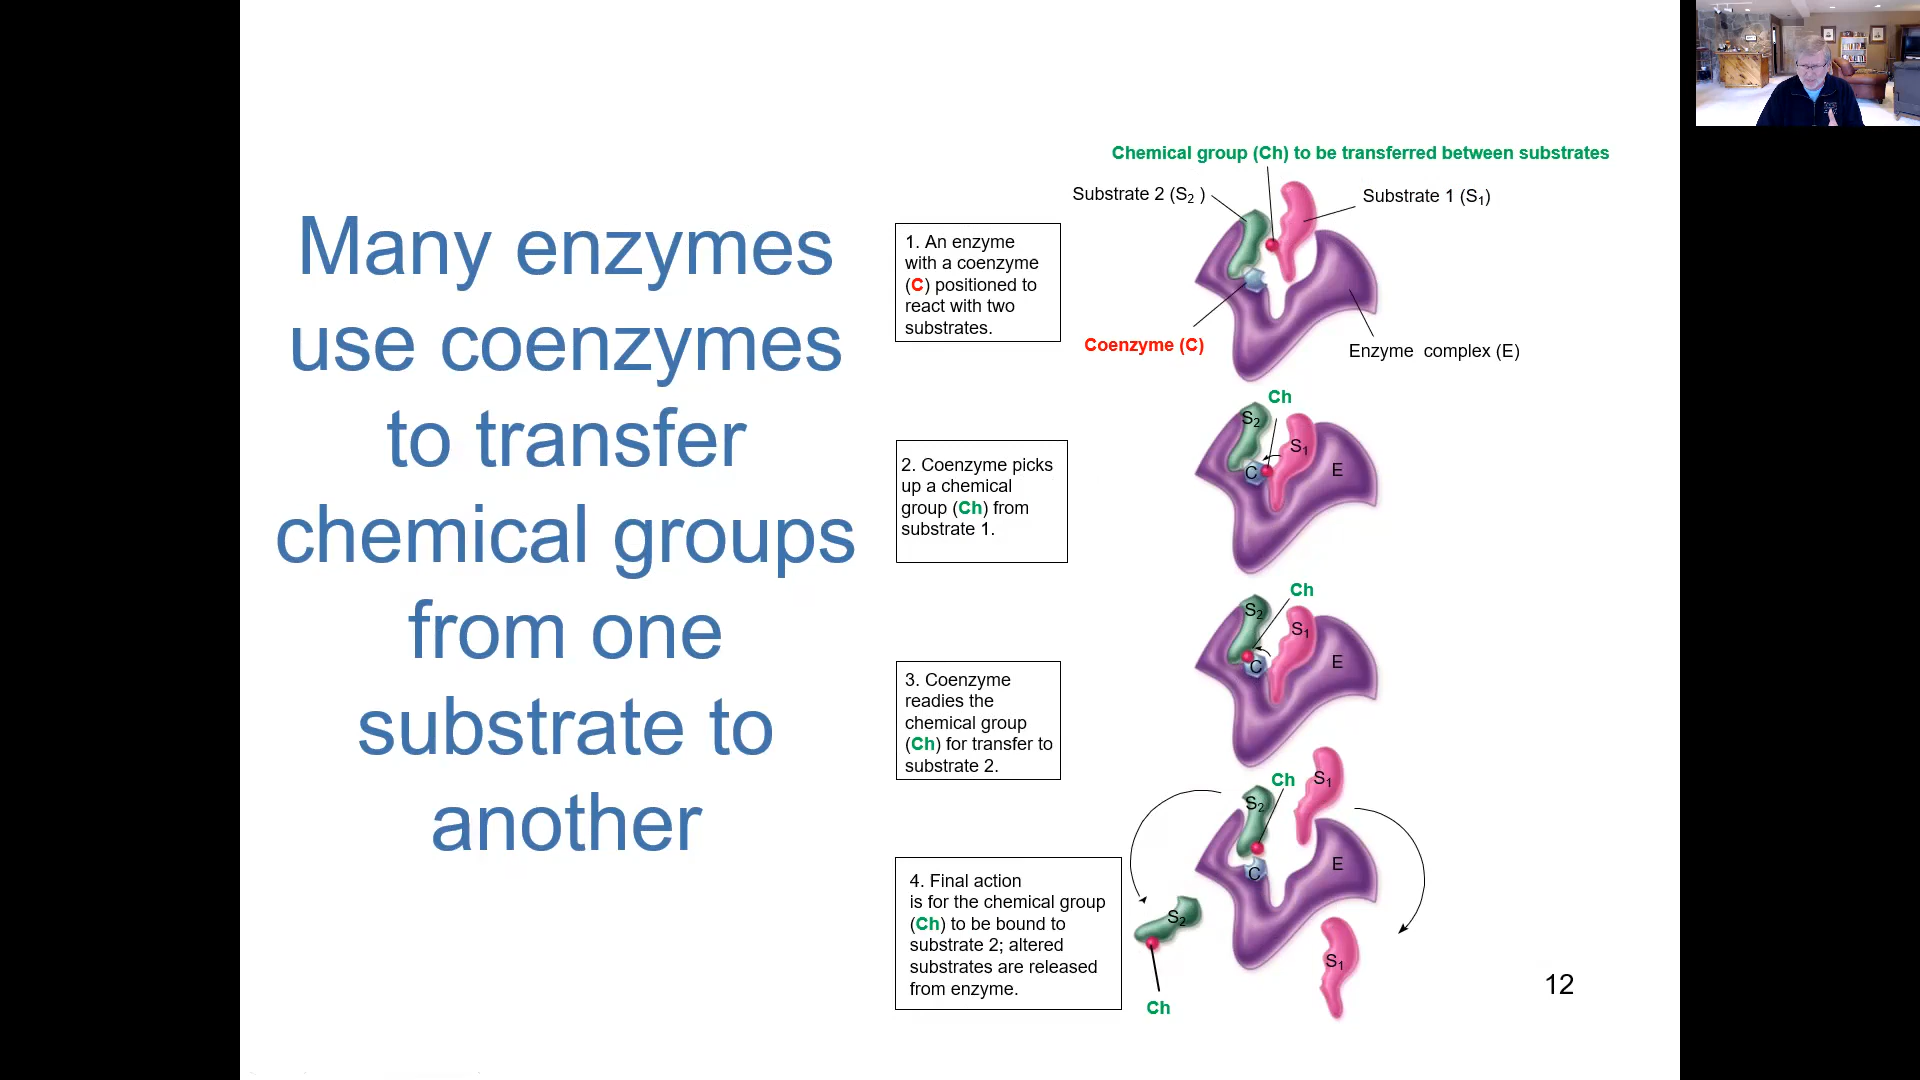 Many enzymes
use coenzymes
to transfer
chemical groups
from one
substrate to
another
Chemical group (Ch) to be transferred between substrates
Substrate 2 (S2 )
Substrate 1 (S1)
1. An enzyme
with a coenzyme
(C) positioned to
react with two
substrates.
Coenzyme (C)
Enzyme complex (E)
Ch
S2
S1
C
E
2. Coenzyme picks
up a chemical
group (Ch) from
substrate 1.
Ch
S2
S1
C
E
3. Coenzyme
readies the
chemical group
(Ch) for transfer to
substrate 2.
Ch
S1
S2
C
E
4. Final action
is for the chemical group
(Ch) to be bound to
substrate 2; altered
substrates are released
from enzyme.
S2
S1
Ch
12